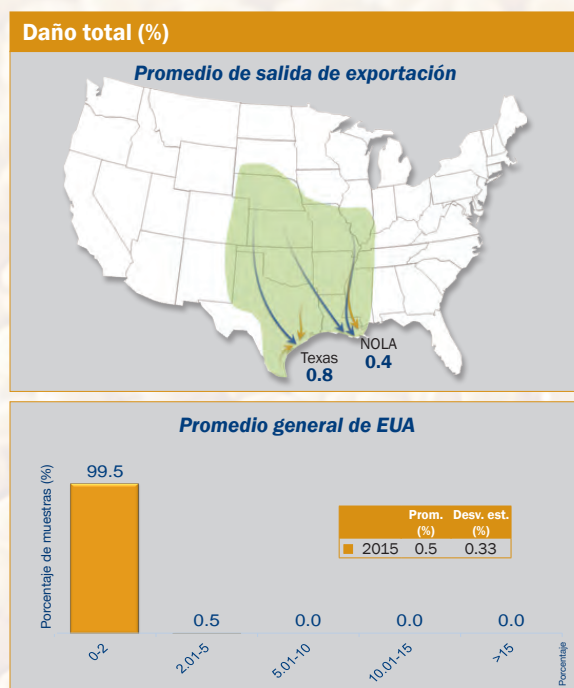 Daño total (%)
Promedio de salida de exportación
Texas
0.8
NOLA
0.4
Promedio general de EUA
Porcentaje de muestras (%)
99.5
0.5
0.0
0.0
0.0
Prom. Desv. est.
(%) (%)
2015 0.5 0.33
0-2
2.01-5
5.01-10
10.01-15
>15
Porcentaje